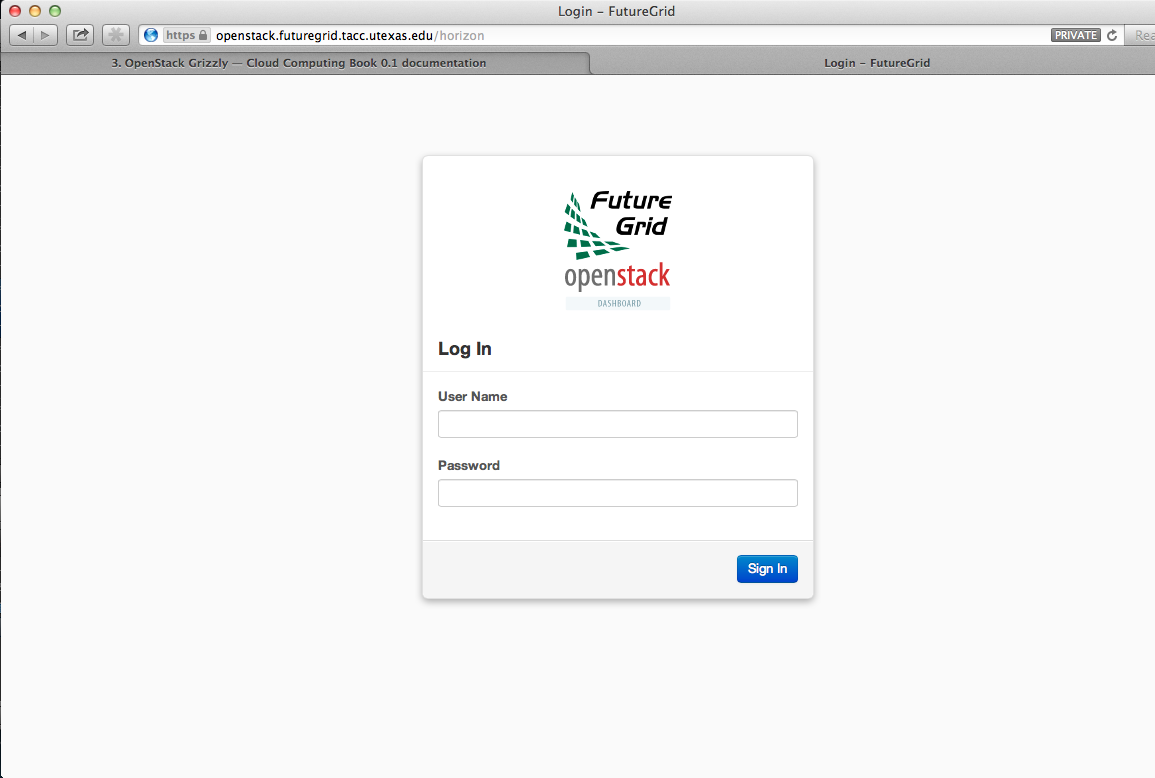 Login – FutureGrid
https openstack.futuregrid.tacc.utexas.edu/horizon PRIVATE Rea
3. OpenStack Grizzly — Cloud Computing Book 0.1 documentation
Login – FutureGrid
Future
Grid
openstack
DASHBOARD
Log In
User Name
Password
Sign In